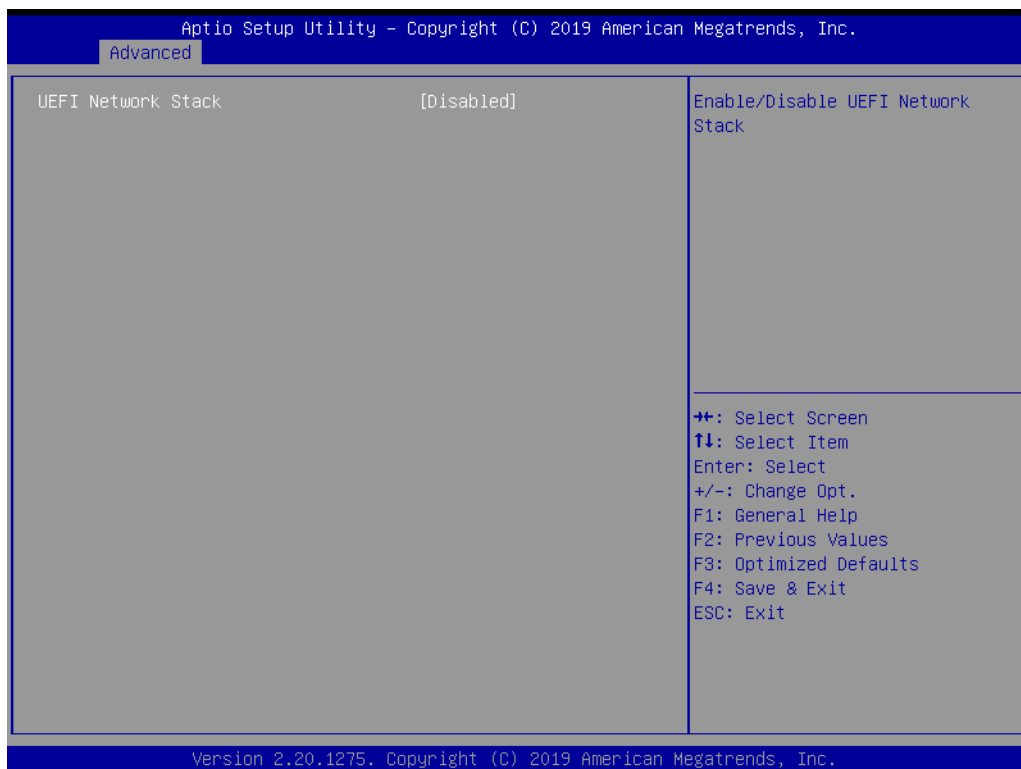 Aptio Setup Utility – Copyright (C) 2019 American Megatrends, Inc.
Advanced
UEFI Network Stack [Disabled]
Enable/Disable UEFI Network
Stack
→←: Select Screen
↑↓: Select Item
Enter: Select
+/-: Change Opt.
F1: General Help
F2: Previous Values
F3: Optimized Defaults
F4: Save & Exit
ESC: Exit
Version 2.20.1275. Copyright (C) 2019 American Megatrends, Inc.